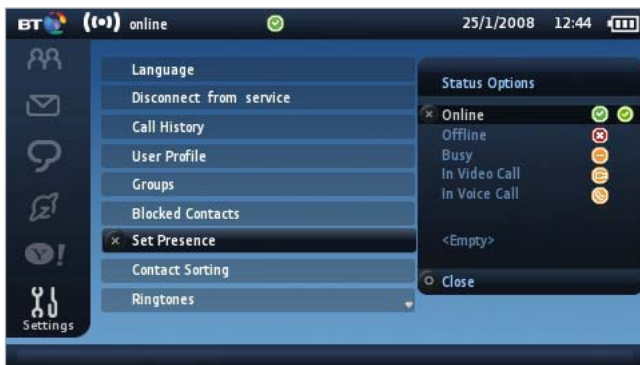 BT online 25/1/2008 12:44
Language
Disconnect from service
Call History
User Profile
Groups
Blocked Contacts
Set Presence
Contact Sorting
Ringtones
Settings
Status Options
Online
Offline
Busy
In Video Call
In Voice Call
<Empty>
Close